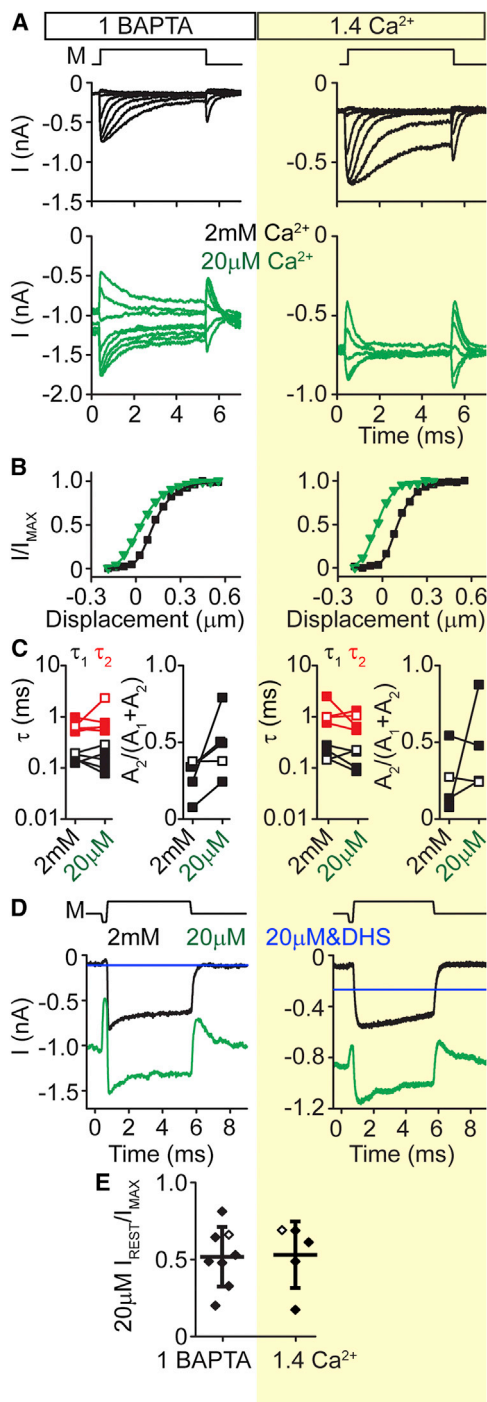 A 1 BAPTA 1.4 Ca²⁺
M
0 0
-0.5
-1.0 -0.5
-1.5
I (nA)
2mM Ca²⁺
20μM Ca²⁺
0 0
-0.5
-1.0 -0.5
-1.5
-2.0 -1.0
I (nA)
0 2 4 6 0 2 4 6
Time (ms)
B
1.0 1.0
0.5 0.5
0 0
I/I_MAX
-0.3 0 0.3 0.6 -0.3 0 0.3 0.6
Displacement (μm) Displacement (μm)
C
τ₁ τ₂ τ₁ τ₂
10 1.0 10 1.0
1 1
0.1 0.5 0.1 0.5
0.01 0 0.01 0
τ (ms) A₂/(A₁+A₂) τ (ms) A₂/(A₁+A₂)
2mM 20μM 2mM 20μM 2mM 20μM 2mM 20μM
D M
2mM 20μM 20μM&DHS
0 0
-0.5 -0.4
-1.0 -0.8
-1.5 -1.2
I (nA)
0 2 4 6 8 0 2 4 6 8
Time (ms) Time (ms)
E
1.0
0.5
0
20μM I_REST/I_MAX
1 BAPTA 1.4 Ca²⁺